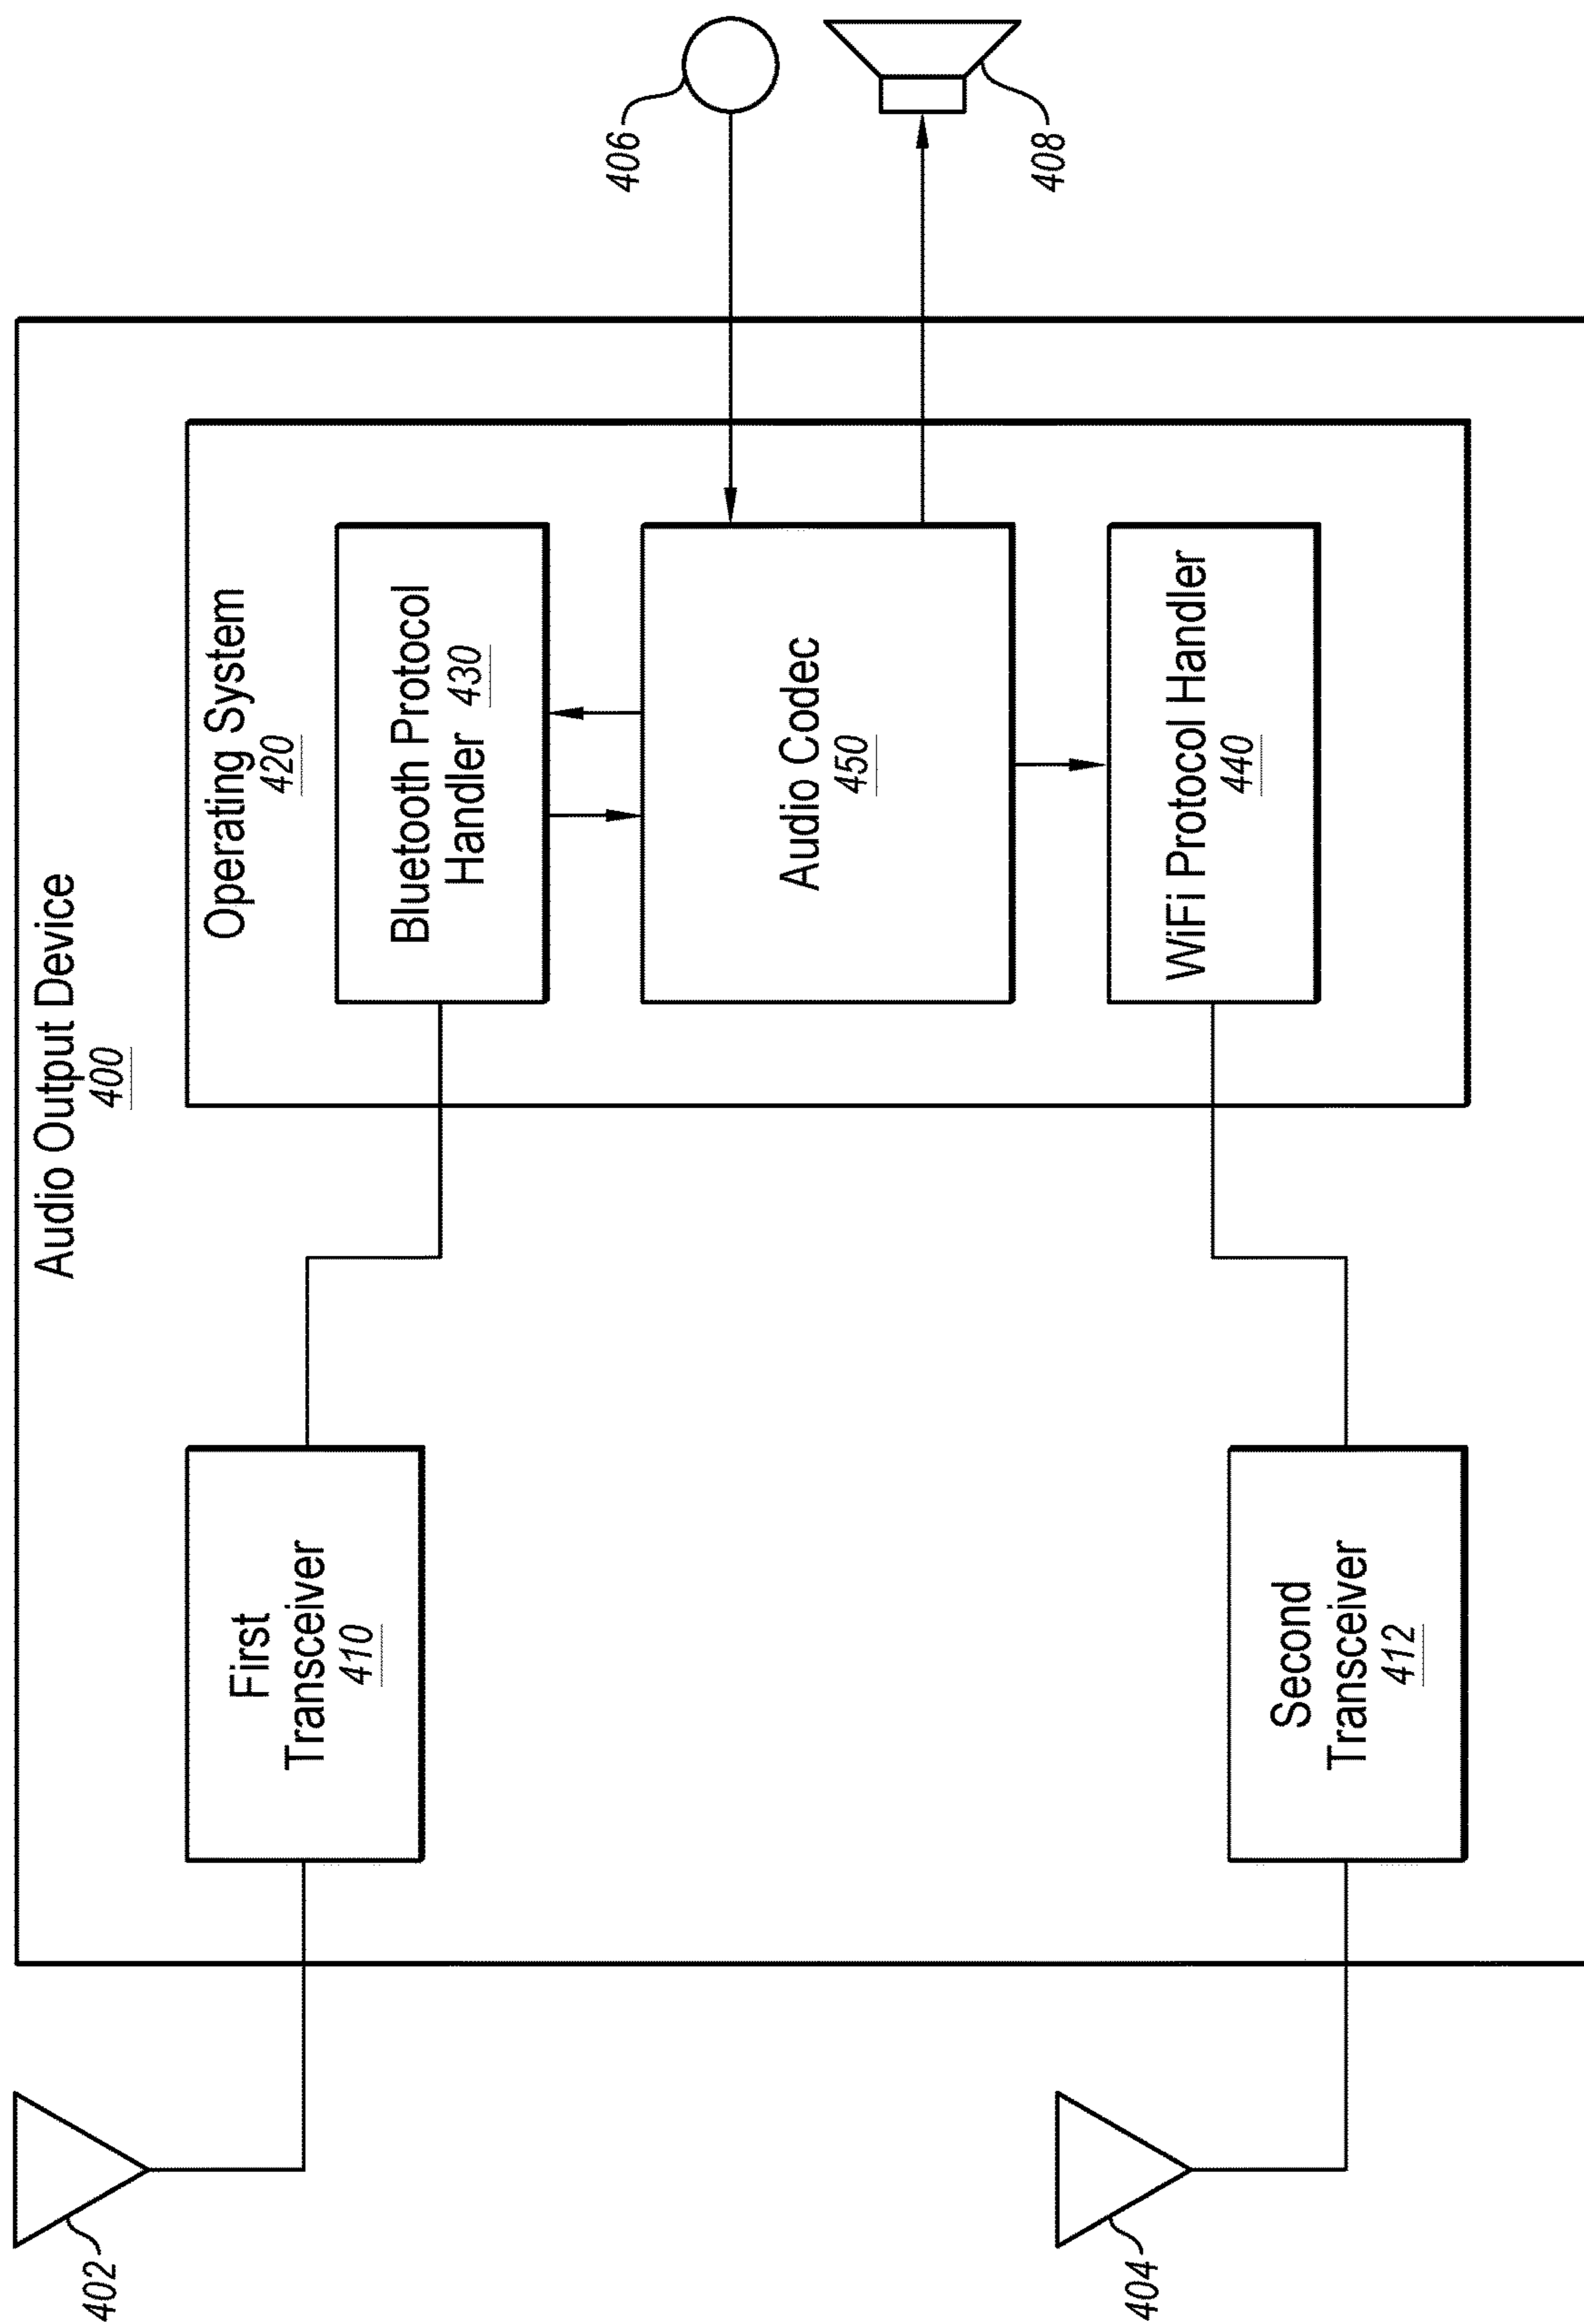 Audio Output Device
400
402
404
First
Transceiver
410
Second
Transceiver
412
Operating System
420
Bluetooth Protocol
Handler 430
Audio Codec
450
WiFi Protocol Handler
440
406
408